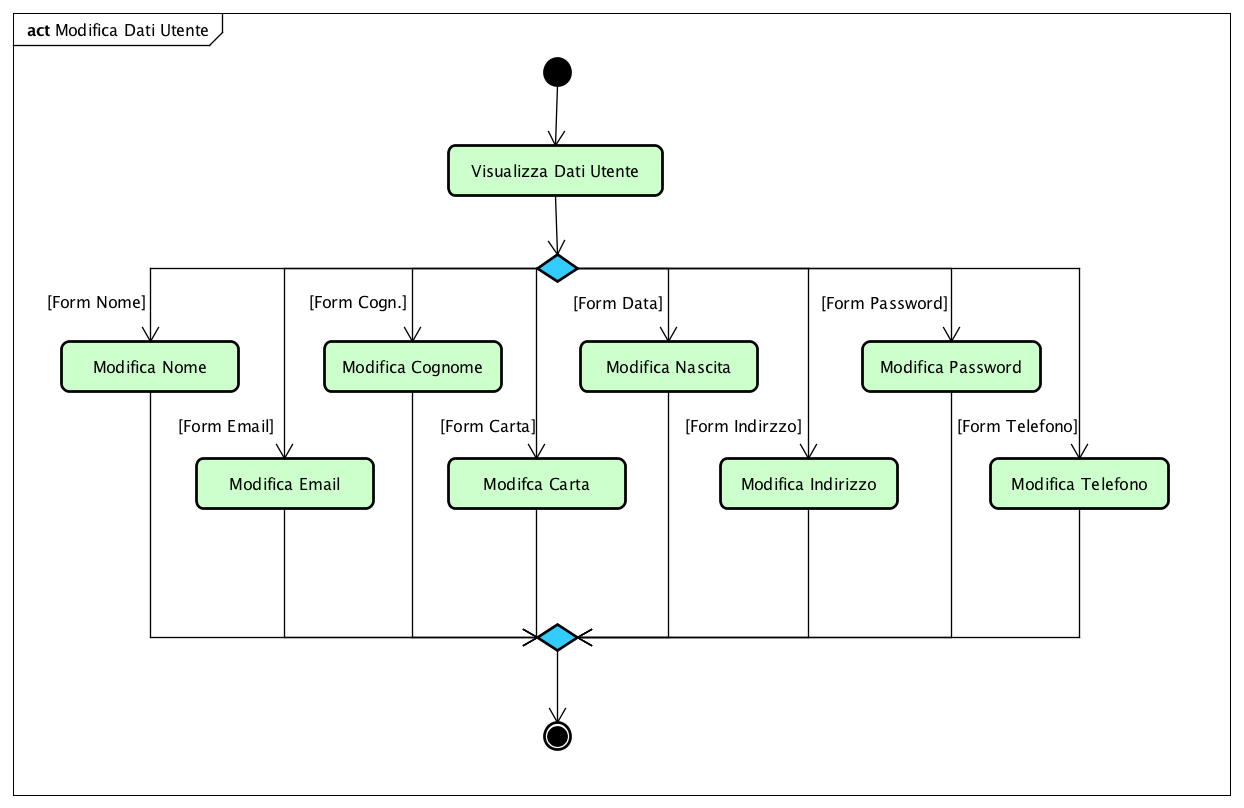 act Modifica Dati Utente
Visualizza Dati Utente
[Form Nome]
[Form Cogn.]
[Form Data]
[Form Password]
Modifica Nome
Modifica Cognome
Modifica Nascita
Modifica Password
[Form Email]
[Form Carta]
[Form Indirzzo]
[Form Telefono]
Modifica Email
Modifca Carta
Modifica Indirizzo
Modifica Telefono